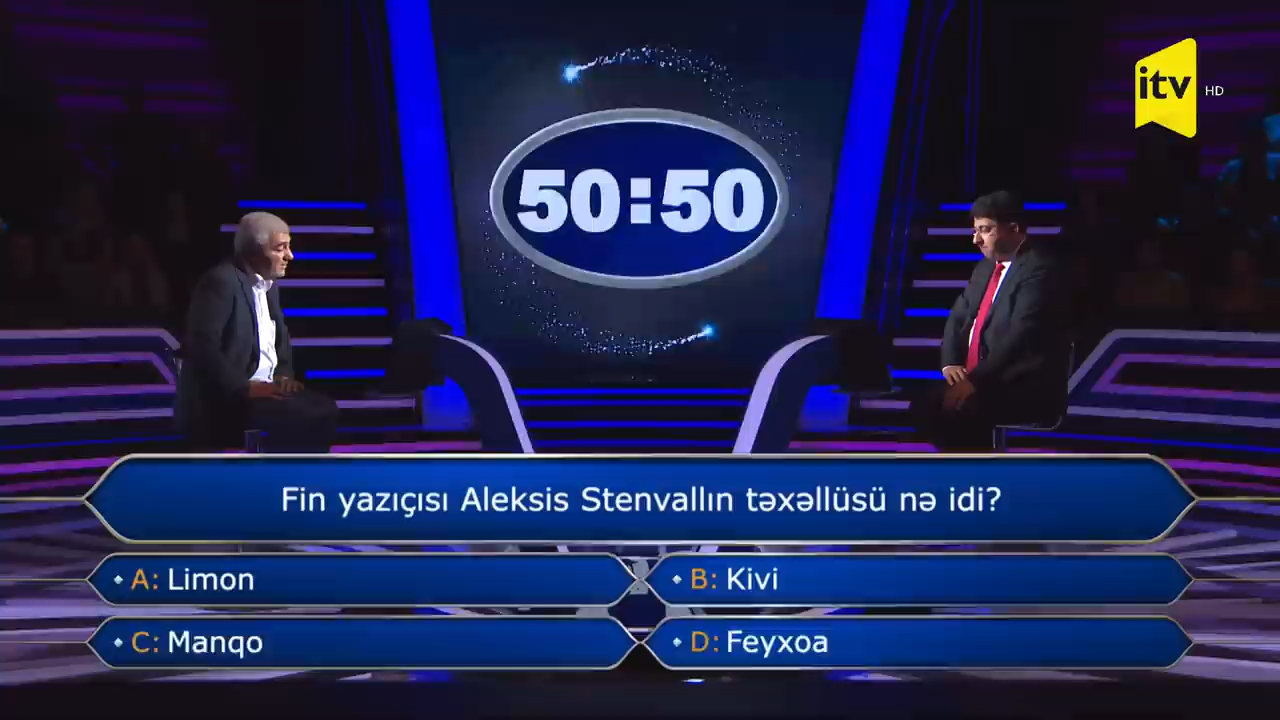 itv HD
50:50
Fin yazıçısı Aleksis Stenvallın təxəllüsü nə idi?
A: Limon
B: Kivi
C: Manqo
D: Feyxoa